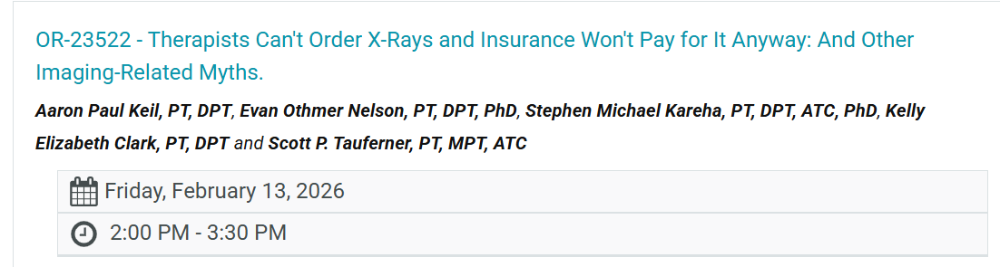 OR-23522 - Therapists Can't Order X-Rays and Insurance Won't Pay for It Anyway: And Other
Imaging-Related Myths.
Aaron Paul Keil, PT, DPT, Evan Othmer Nelson, PT, DPT, PhD, Stephen Michael Kareha, PT, DPT, ATC, PhD, Kelly
Elizabeth Clark, PT, DPT and Scott P. Tauferner, PT, MPT, ATC
Friday, February 13, 2026
2:00 PM - 3:30 PM